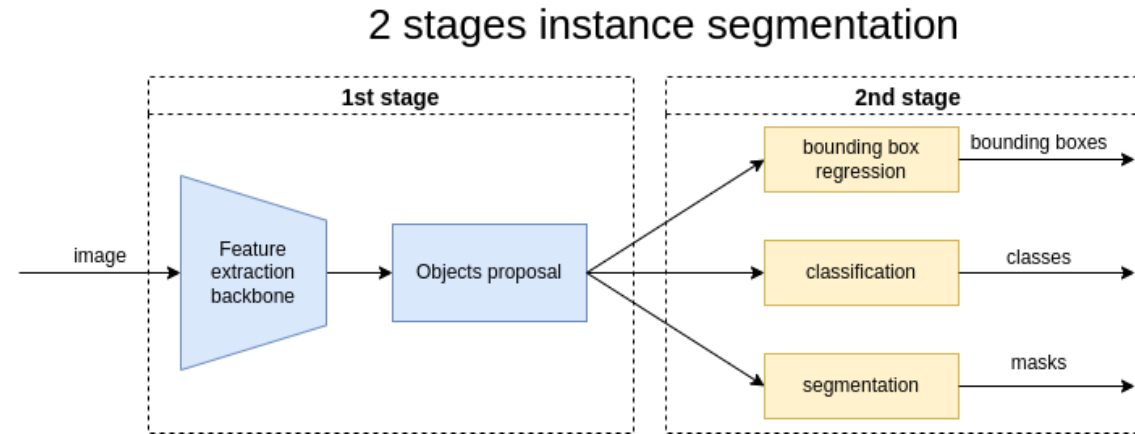 2 stages instance segmentation
1st stage
2nd stage
image
Feature
extraction
backbone
Objects proposal
bounding box
regression
bounding boxes
classification
classes
segmentation
masks